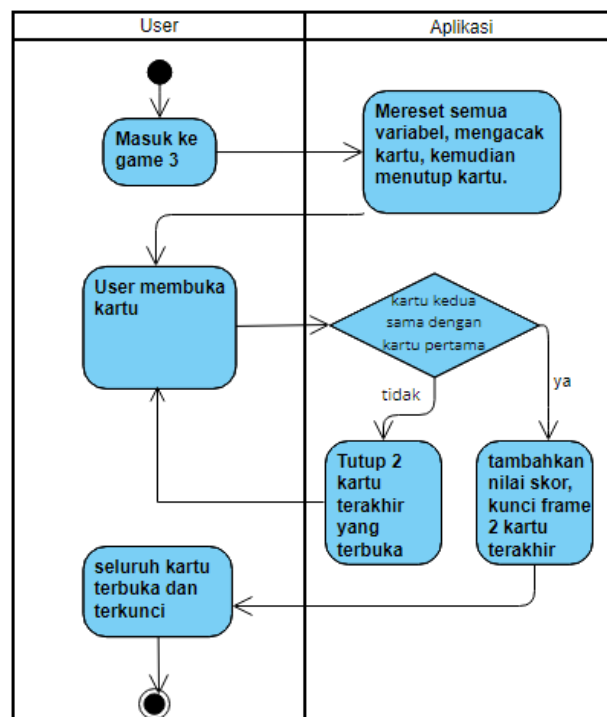 User
Aplikasi
Masuk ke
game 3
Mereset semua
variabel, mengacak
kartu, kemudian
menutup kartu.
User membuka
kartu
kartu kedua
sama dengan
kartu pertama
tidak
ya
Tutup 2
kartu
terakhir
yang
terbuka
tambahkan
nilai skor,
kunci frame
2 kartu
terakhir
seluruh kartu
terbuka dan
terkunci